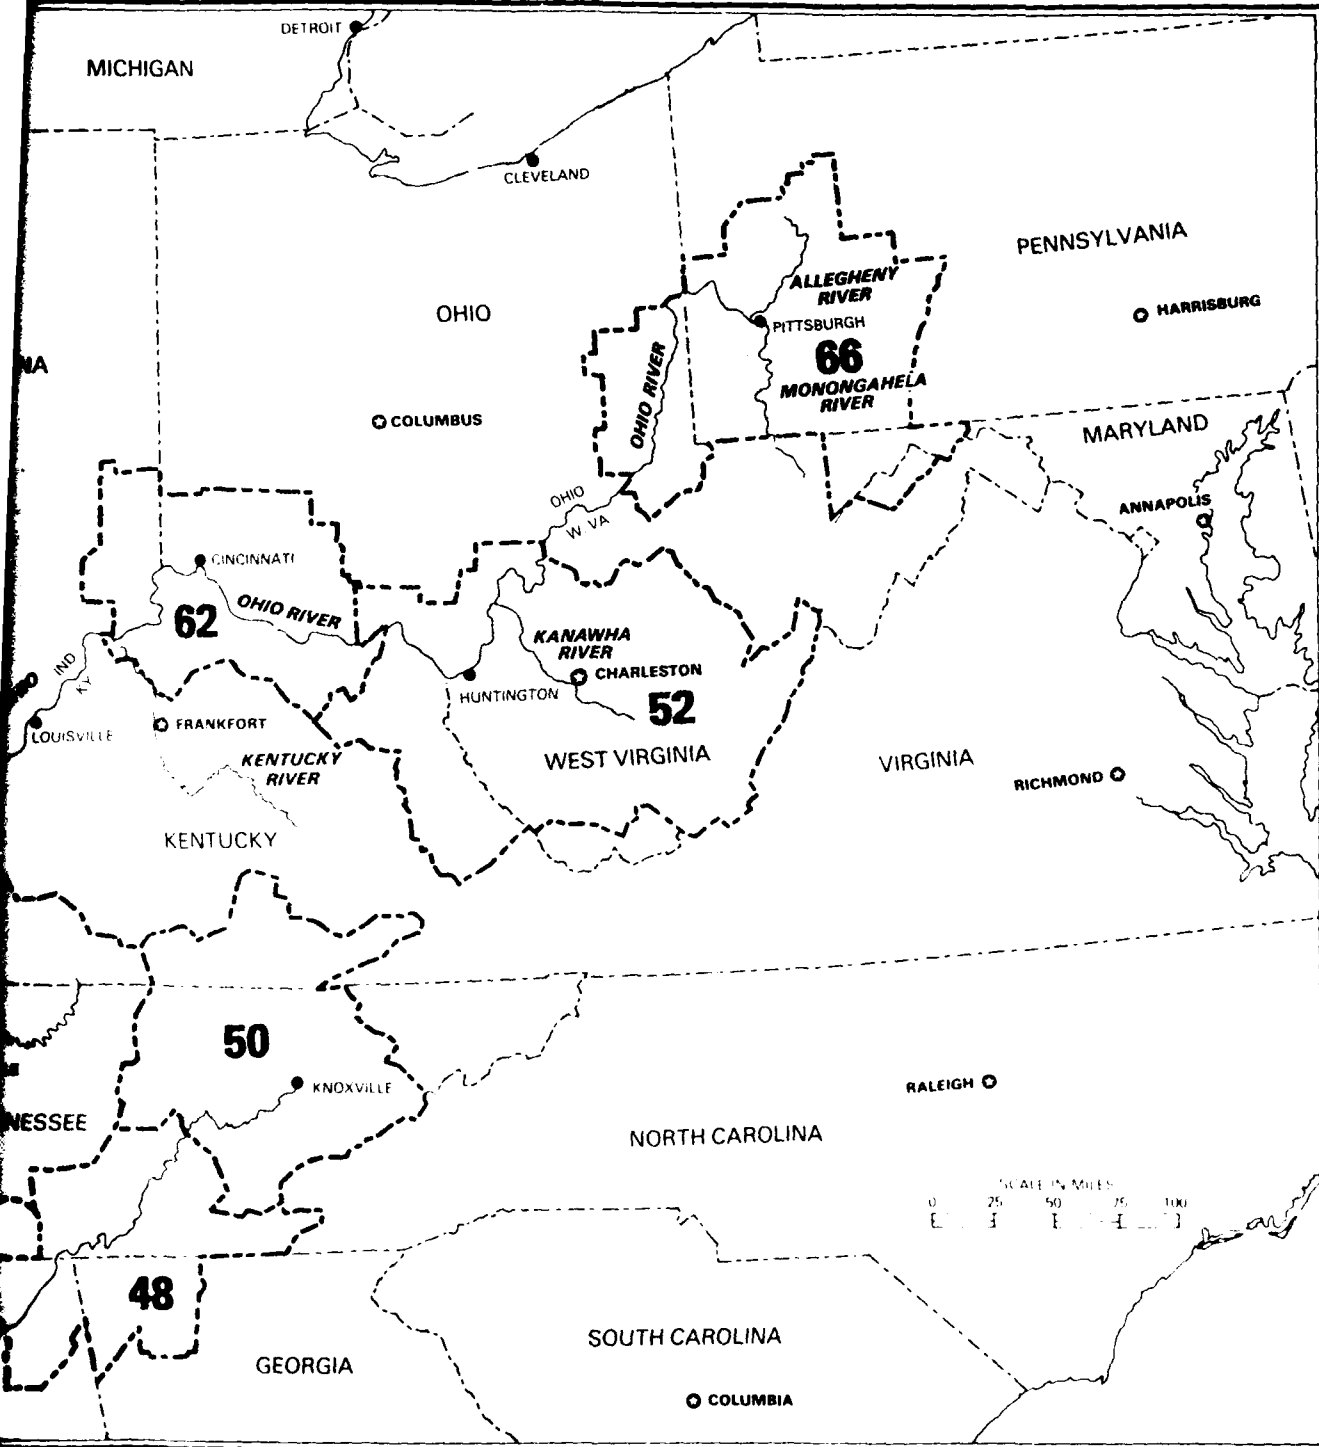 DETROIT
MICHIGAN
CLEVELAND
PENNSYLVANIA
ALLEGHENY
RIVER
HARRISBURG
OHIO
PITTSBURGH
66
NA
OHIO RIVER
MONONGAHELA
RIVER
COLUMBUS
MARYLAND
OHIO
W. VA
ANNAPOLIS
CINCINNATI
62
OHIO RIVER
KANAWHA
RIVER
CHARLESTON
IND
KY
HUNTINGTON
52
LOUISVILLE
FRANKFORT
KENTUCKY
RIVER
WEST VIRGINIA
VIRGINIA
RICHMOND
KENTUCKY
50
KNOXVILLE
RALEIGH
NESSEE
NORTH CAROLINA
SCALE IN MILES
0 25 50 75 100
48
SOUTH CAROLINA
GEORGIA
COLUMBIA